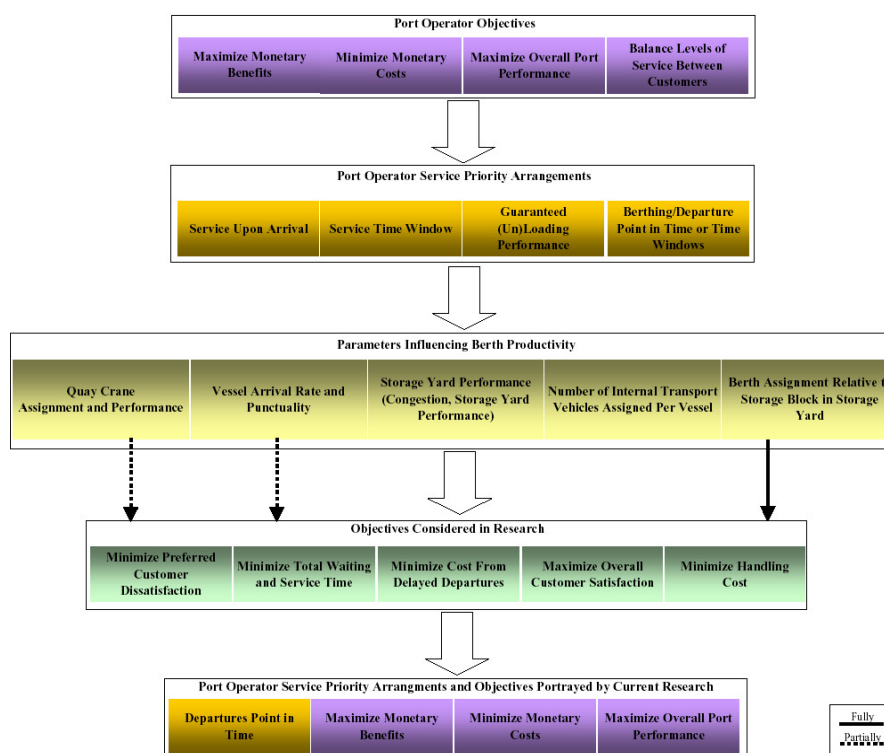 Port Operator Objectives
Maximize Monetary
Benefits
Minimize Monetary
Costs
Maximize Overall Port
Performance
Balance Levels of
Service Between
Customers
Port Operator Service Priority Arrangements
Service Upon Arrival
Service Time Window
Guaranteed
(Un)Loading
Performance
Berthing/Departure
Point in Time or Time
Windows
Parameters Influencing Berth Productivity
Quay Crane
Assignment and Performance
Vessel Arrival Rate and
Punctuality
Storage Yard Performance
(Congestion, Storage Yard
Performance)
Number of Internal Transport
Vehicles Assigned Per Vessel
Berth Assignment Relative t
Storage Block in Storage
Yard
Objectives Considered in Research
Minimize Preferred
Customer
Dissatisfaction
Minimize Total Waiting
and Service Time
Minimize Cost From
Delayed Departures
Maximize Overall
Customer Satisfaction
Minimize Handling
Cost
Port Operator Service Priority Arrangments and Objectives Portrayed by Current Research
Departures Point in
Time
Maximize Monetary
Benefits
Minimize Monetary
Costs
Maximize Overall Port
Performance
Fully
Partially